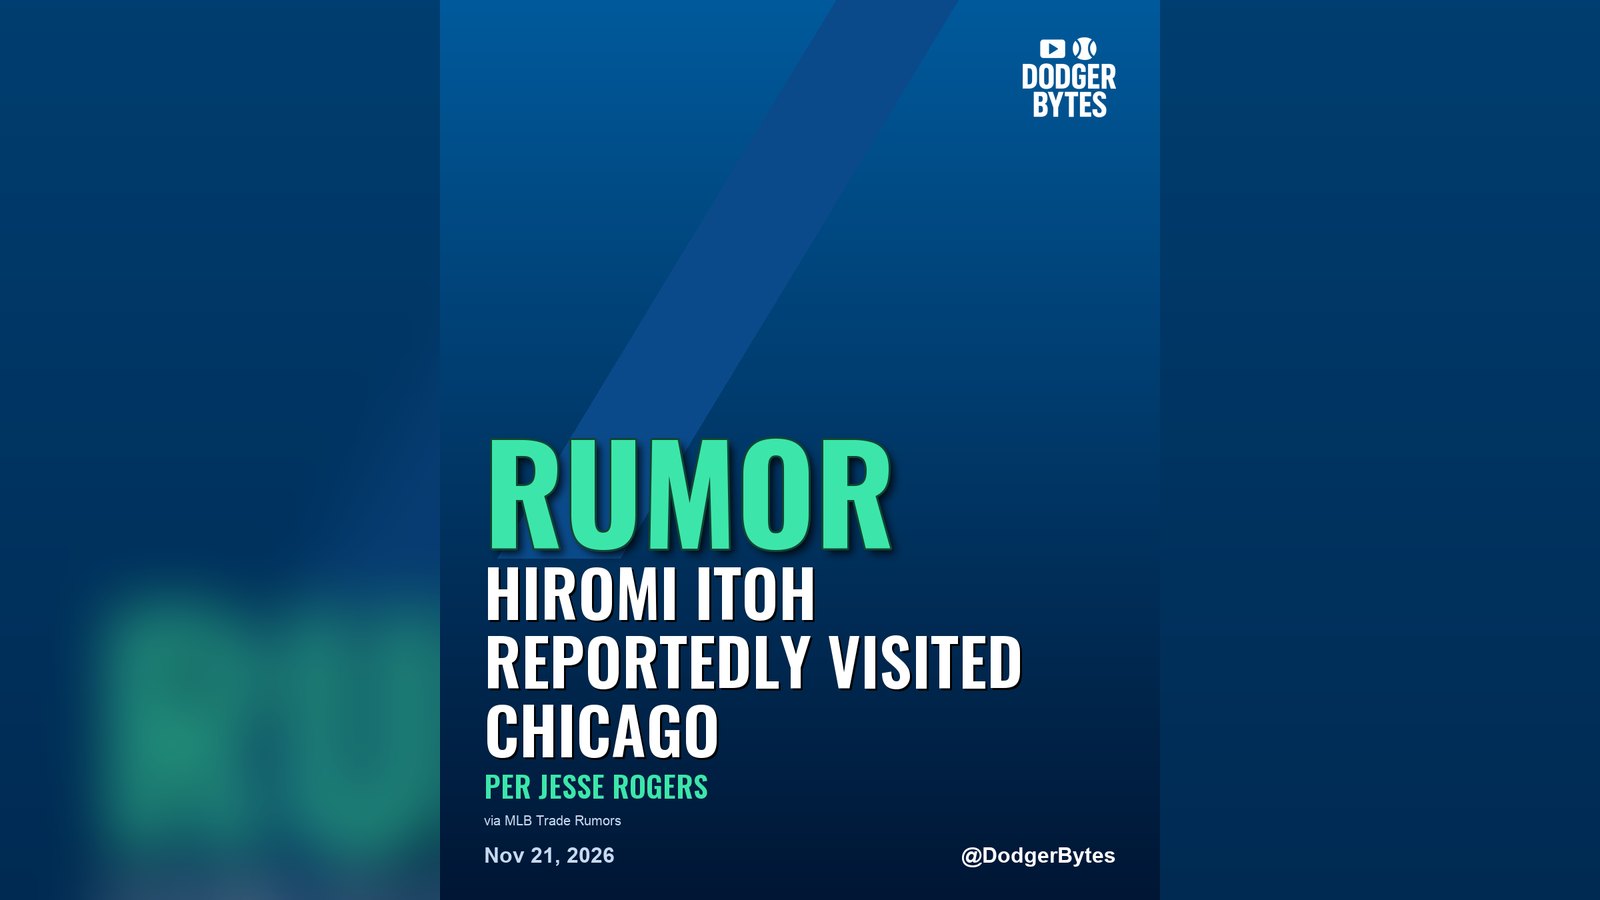 DODGER
BYTES
RUMOR
HIROMI ITOH
REPORTEDLY VISITED
CHICAGO
PER JESSE ROGERS
via MLB Trade Rumors
Nov 21, 2026
@DodgerBytes